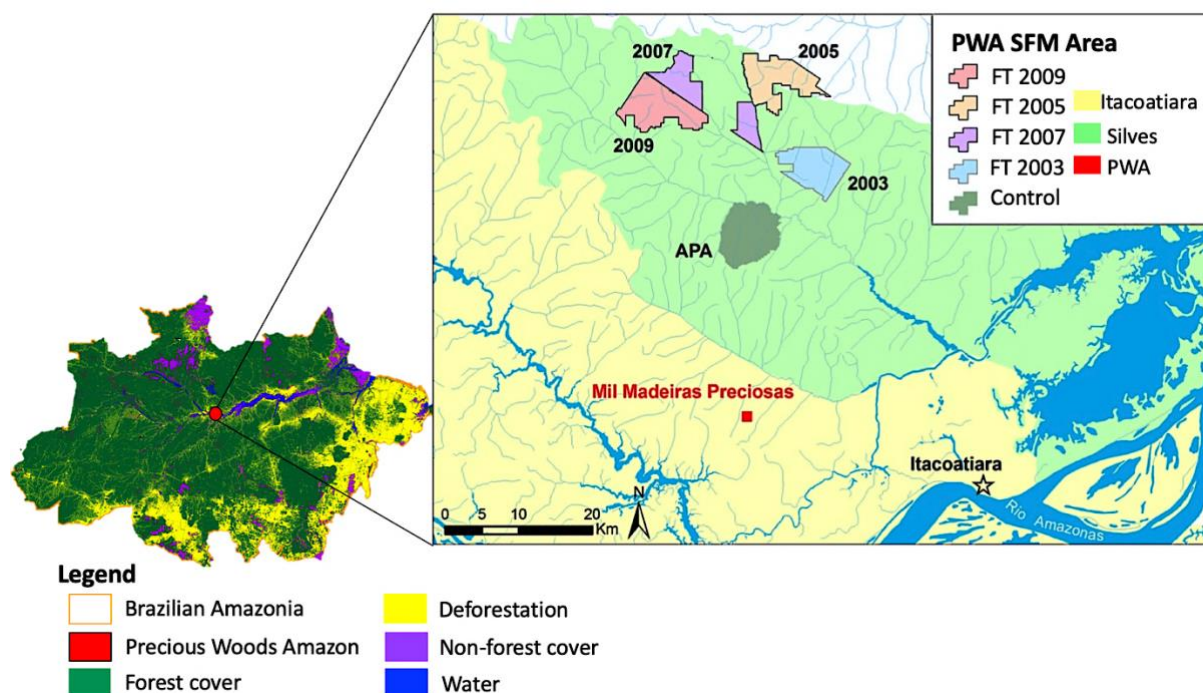 2007
2005
2009
2003
APA
Mil Madeiras Preciosas
Itacoatiara
Rio Amazonas
N
0 5 10 20
Km
PWA SFM Area
FT 2009
FT 2005
FT 2007
FT 2003
Control
Itacoatiara
Silves
PWA
Legend
Brazilian Amazonia
Precious Woods Amazon
Forest cover
Deforestation
Non-forest cover
Water